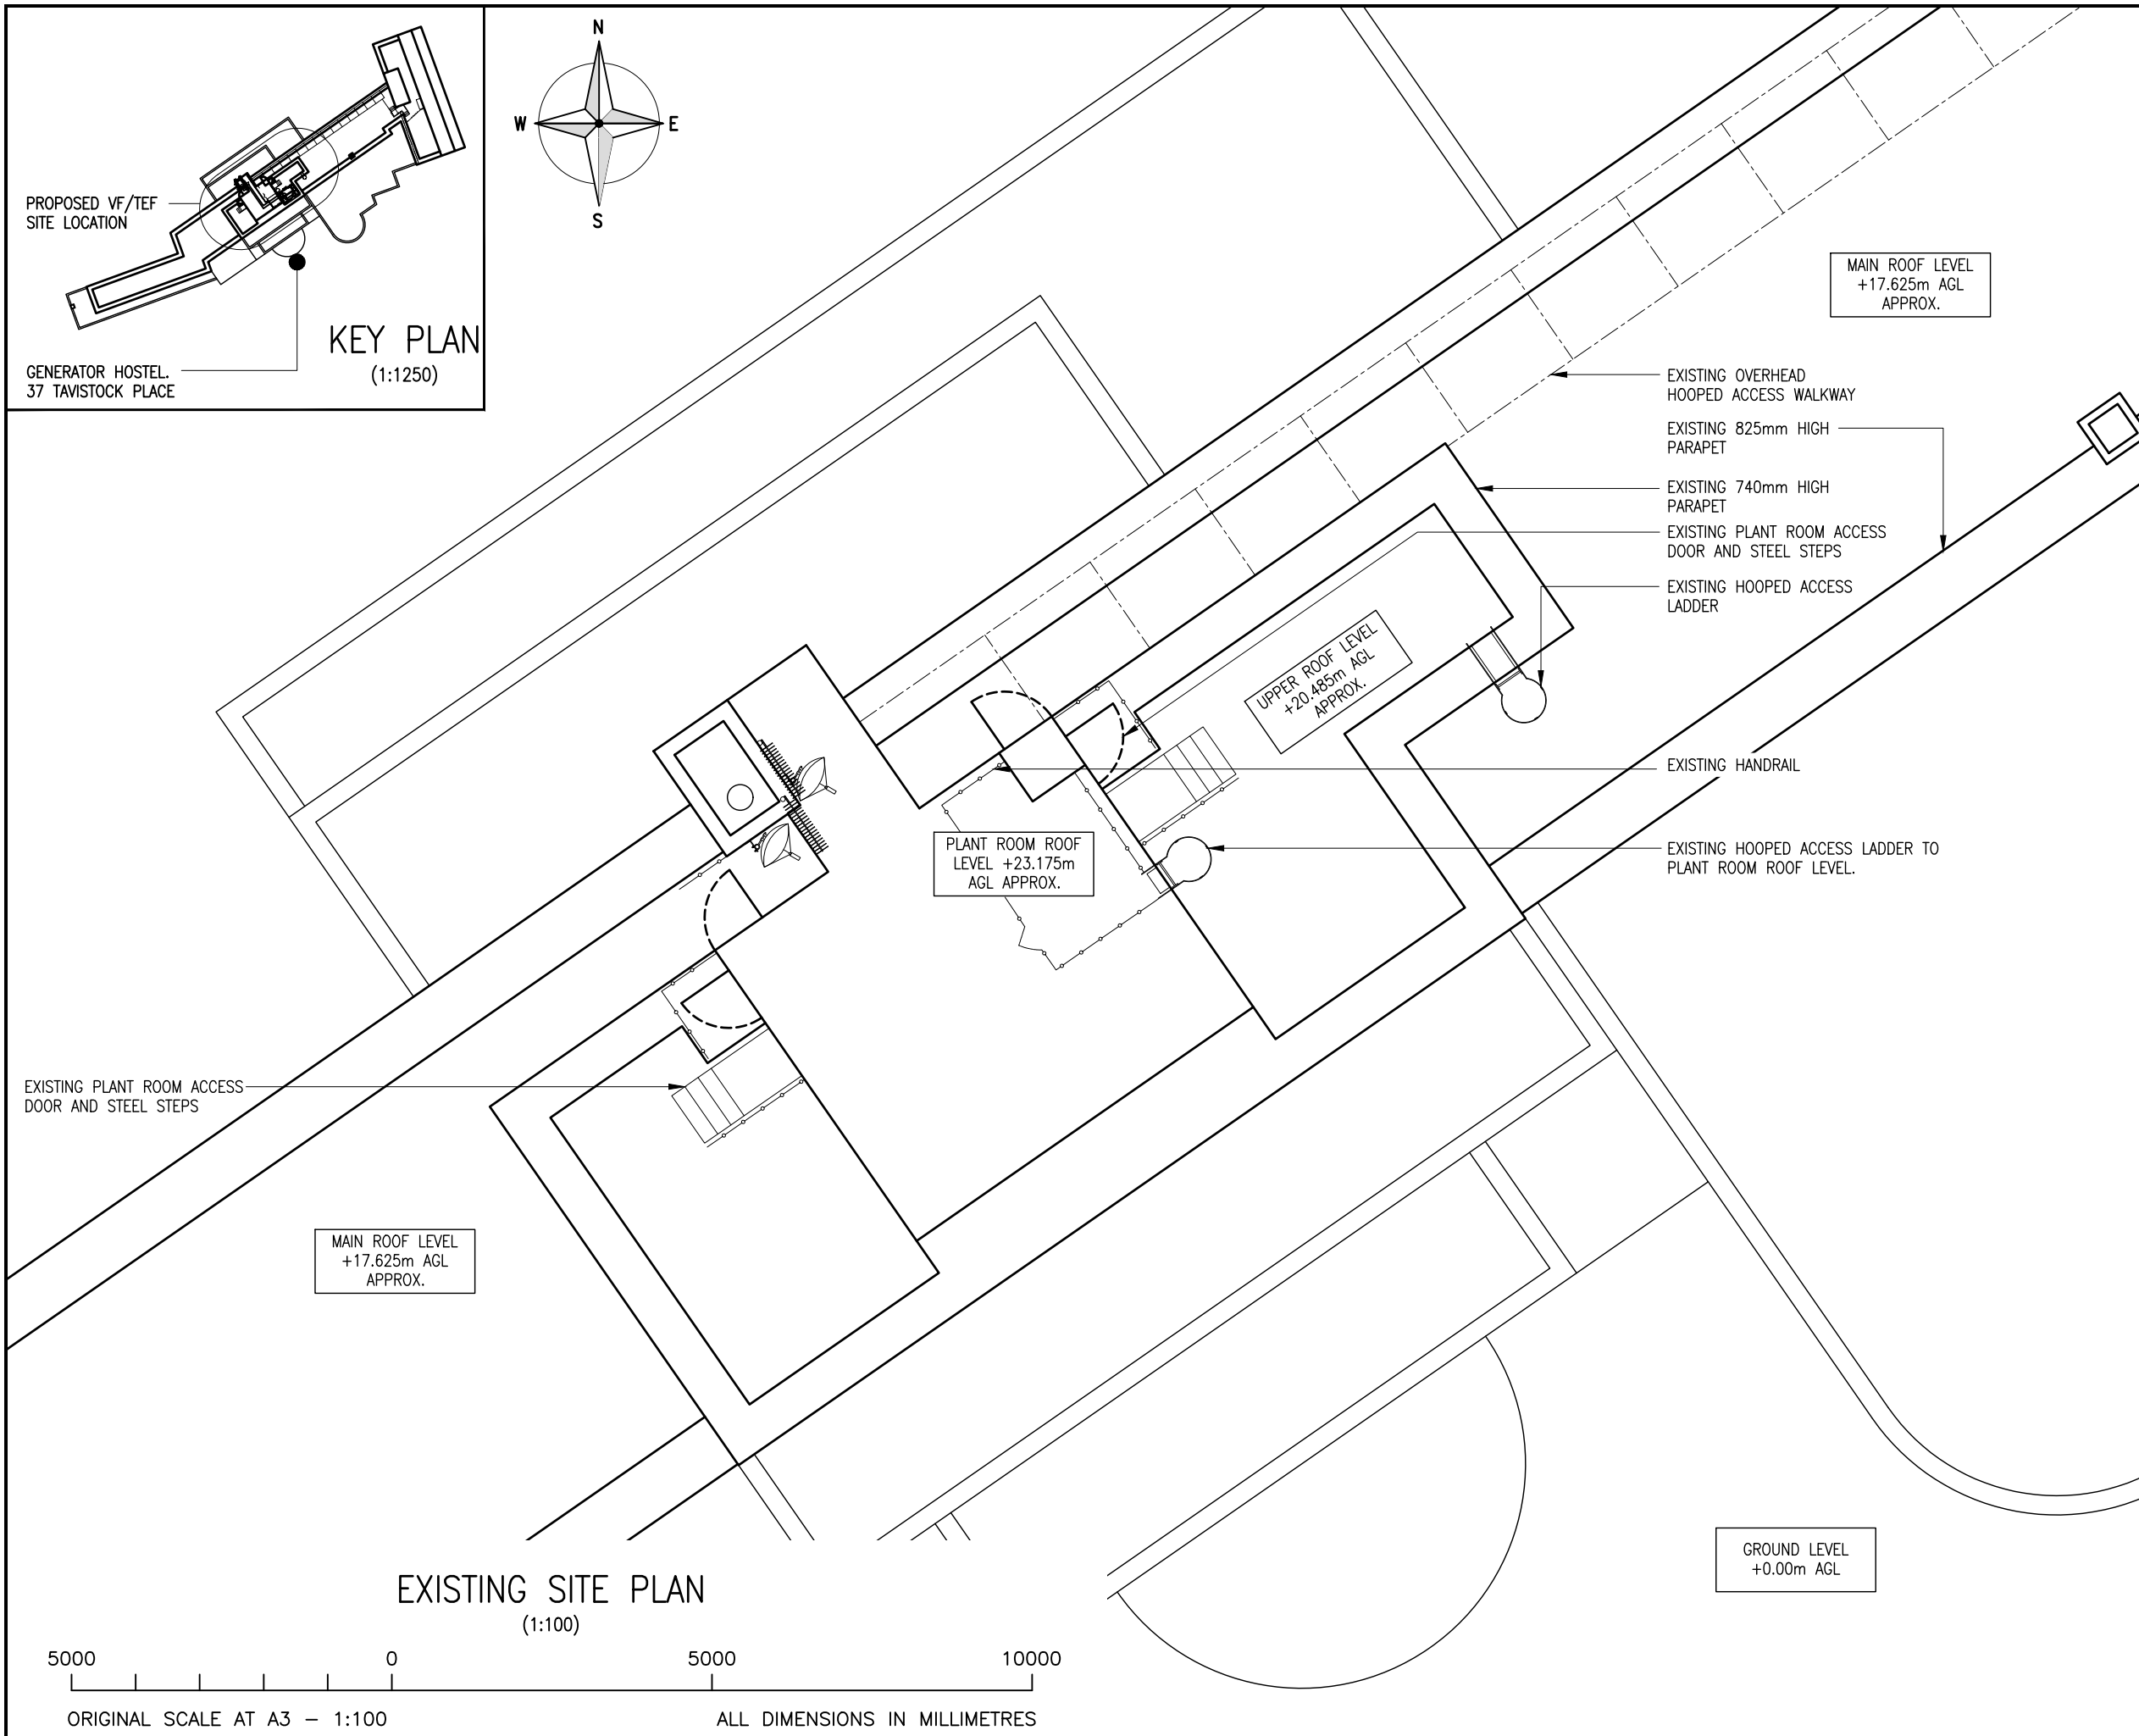 PROPOSED VF/TEF
SITE LOCATION
KEY PLAN
(1:1250)
GENERATOR HOSTEL.
37 TAVISTOCK PLACE
N
W
E
S
MAIN ROOF LEVEL
+17.625m AGL
APPROX.
EXISTING OVERHEAD
HOOPED ACCESS WALKWAY
EXISTING 825mm HIGH
PARAPET
EXISTING 740mm HIGH
PARAPET
EXISTING PLANT ROOM ACCESS
DOOR AND STEEL STEPS
EXISTING HOOPED ACCESS
LADDER
UPPER ROOF LEVEL
+20.485m AGL
APPROX.
EXISTING HANDRAIL
PLANT ROOM ROOF
LEVEL +23.175m
AGL APPROX.
EXISTING HOOPED ACCESS LADDER TO
PLANT ROOM ROOF LEVEL.
EXISTING PLANT ROOM ACCESS
DOOR AND STEEL STEPS
MAIN ROOF LEVEL
+17.625m AGL
APPROX.
GROUND LEVEL
+0.00m AGL
EXISTING SITE PLAN
(1:100)
5000 0 5000 10000
ORIGINAL SCALE AT A3 – 1:100
ALL DIMENSIONS IN MILLIMETRES